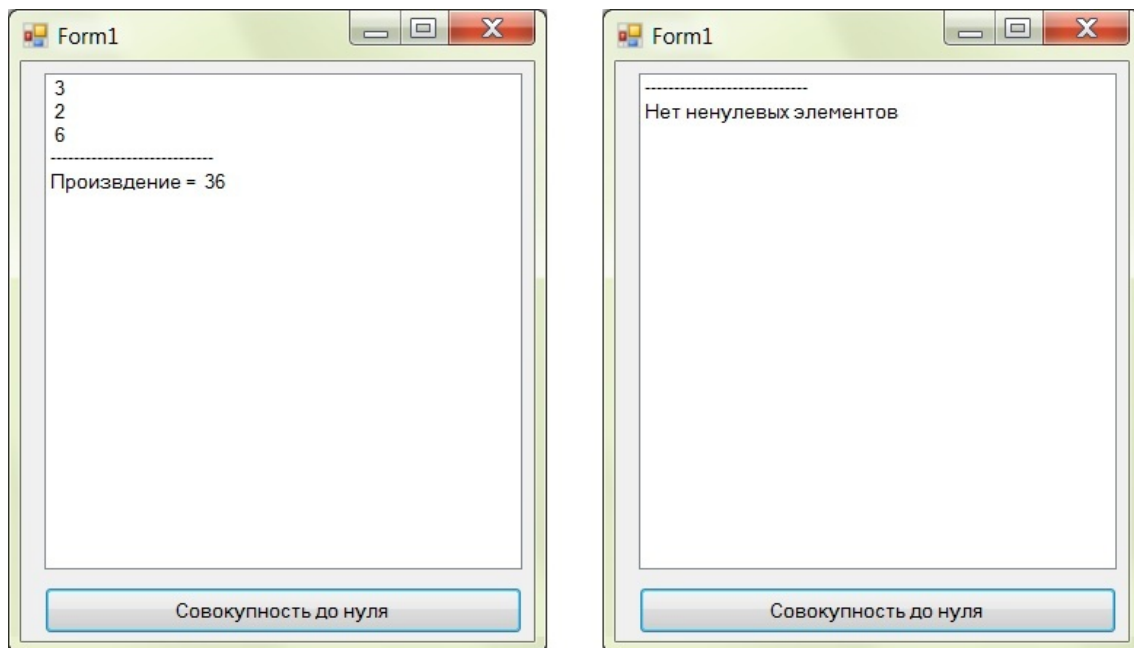 Form1
3
2
6
----------------------------
Произвдение = 36
Совокупность до нуля
Form1
----------------------------
Нет ненулевых элементов
Совокупность до нуля